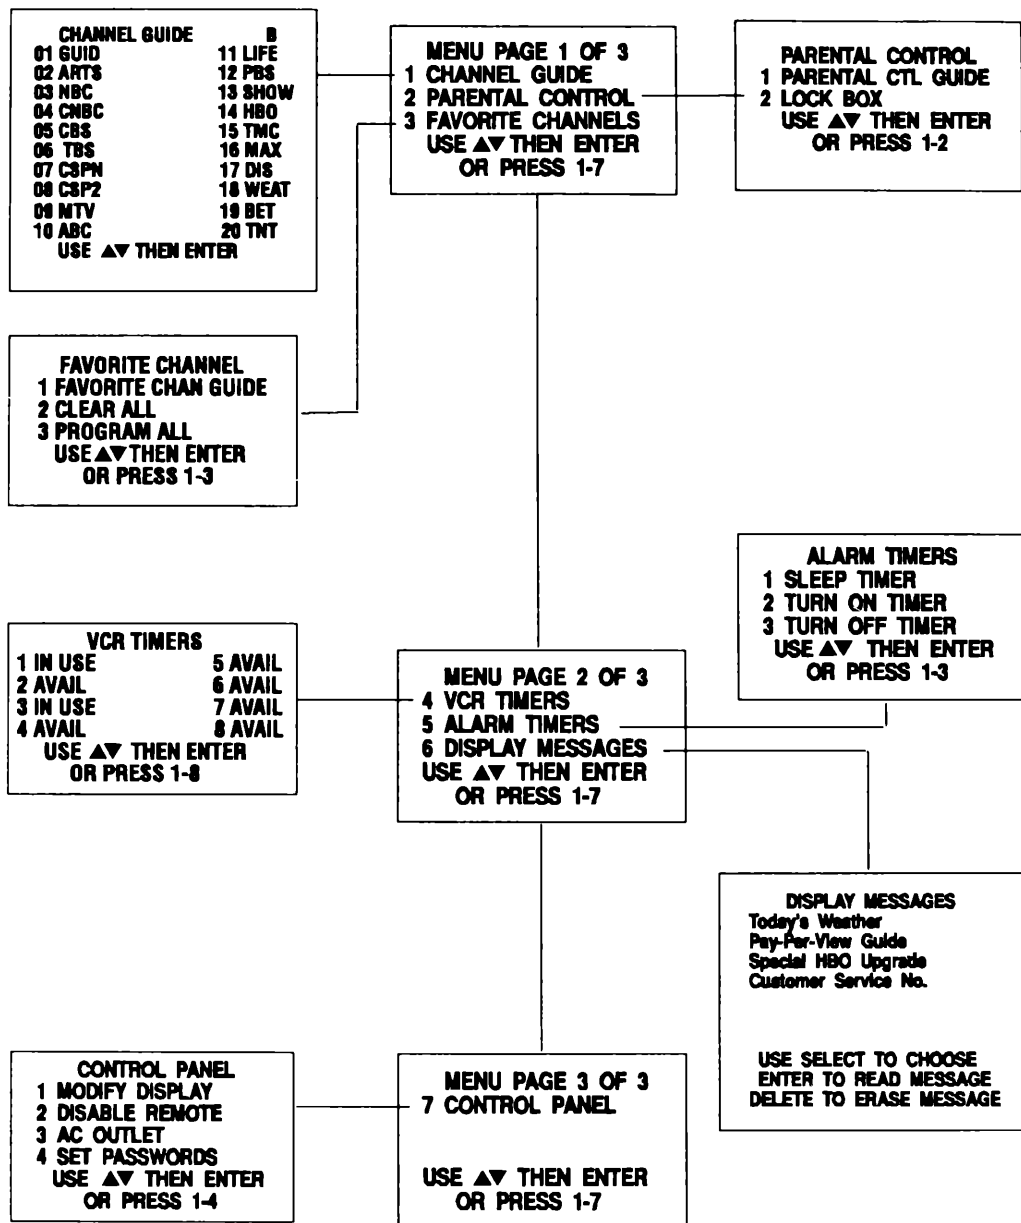 CHANNEL GUIDE B
01 GUID 11 LIFE
02 ARTS 12 PBS
03 NBC 13 SHOW
04 CNBC 14 HBO
05 CBS 15 TMC
06 TBS 16 MAX
07 CSPN 17 DIS
08 CSP2 18 WEAT
09 MTV 19 BET
10 ABC 20 TNT
USE ▲▼ THEN ENTER
MENU PAGE 1 OF 3
1 CHANNEL GUIDE
2 PARENTAL CONTROL
3 FAVORITE CHANNELS
USE ▲▼ THEN ENTER
OR PRESS 1-7
PARENTAL CONTROL
1 PARENTAL CTL GUIDE
2 LOCK BOX
USE ▲▼ THEN ENTER
OR PRESS 1-2
FAVORITE CHANNEL
1 FAVORITE CHAN GUIDE
2 CLEAR ALL
3 PROGRAM ALL
USE ▲▼ THEN ENTER
OR PRESS 1-3
ALARM TIMERS
1 SLEEP TIMER
2 TURN ON TIMER
3 TURN OFF TIMER
USE ▲▼ THEN ENTER
OR PRESS 1-3
VCR TIMERS
1 IN USE 5 AVAIL
2 AVAIL 6 AVAIL
3 IN USE 7 AVAIL
4 AVAIL 8 AVAIL
USE ▲▼ THEN ENTER
OR PRESS 1-8
MENU PAGE 2 OF 3
4 VCR TIMERS
5 ALARM TIMERS
6 DISPLAY MESSAGES
USE ▲▼ THEN ENTER
OR PRESS 1-7
DISPLAY MESSAGES
Today's Weather
Pay-Per-View Guide
Special HBO Upgrade
Customer Service No.
USE SELECT TO CHOOSE
ENTER TO READ MESSAGE
DELETE TO ERASE MESSAGE
CONTROL PANEL
1 MODIFY DISPLAY
2 DISABLE REMOTE
3 AC OUTLET
4 SET PASSWORDS
USE ▲▼ THEN ENTER
OR PRESS 1-4
MENU PAGE 3 OF 3
7 CONTROL PANEL
USE ▲▼ THEN ENTER
OR PRESS 1-7